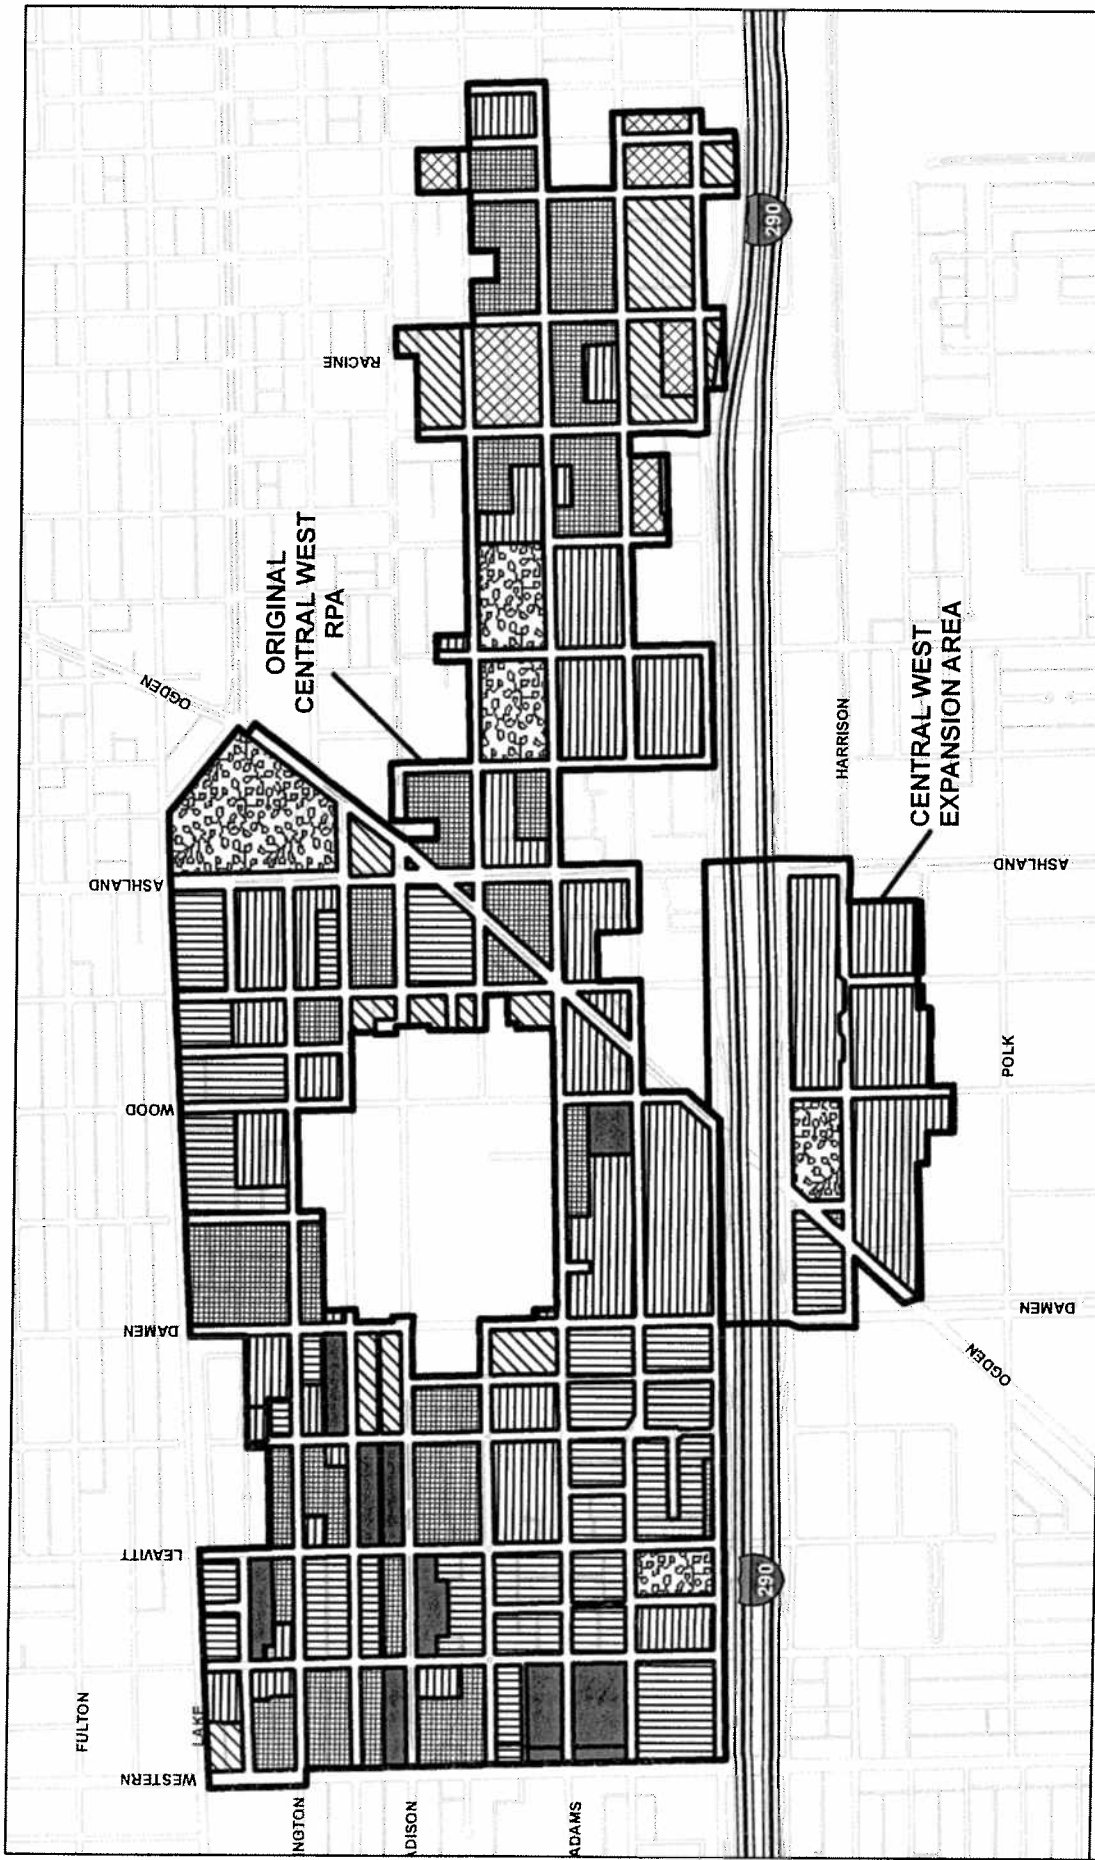 RACINE
290
ORIGINAL
CENTRAL WEST
RPA
OGDEN
HARRISON
CENTRAL WEST
EXPANSION AREA
ASHLAND
ASHLAND
WOOD
POLK
DAMEN
DAMEN
OGDEN
LEAVITT
290
FULTON
LAKE
WESTERN
NGTON
ADISON
ADAMS